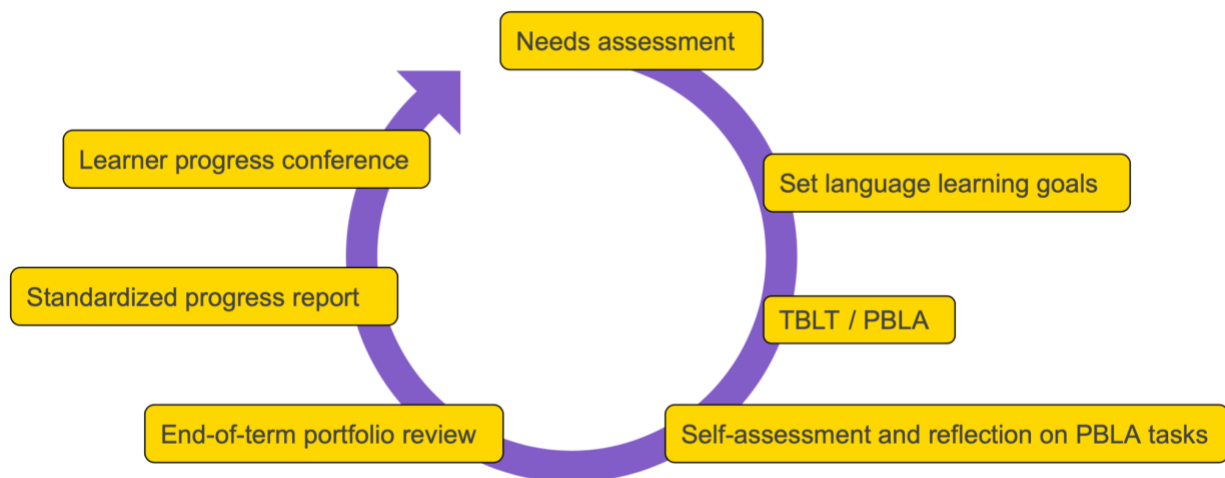 Needs assessment
Set language learning goals
TBLT / PBLA
Self-assessment and reflection on PBLA tasks
End-of-term portfolio review
Standardized progress report
Learner progress conference